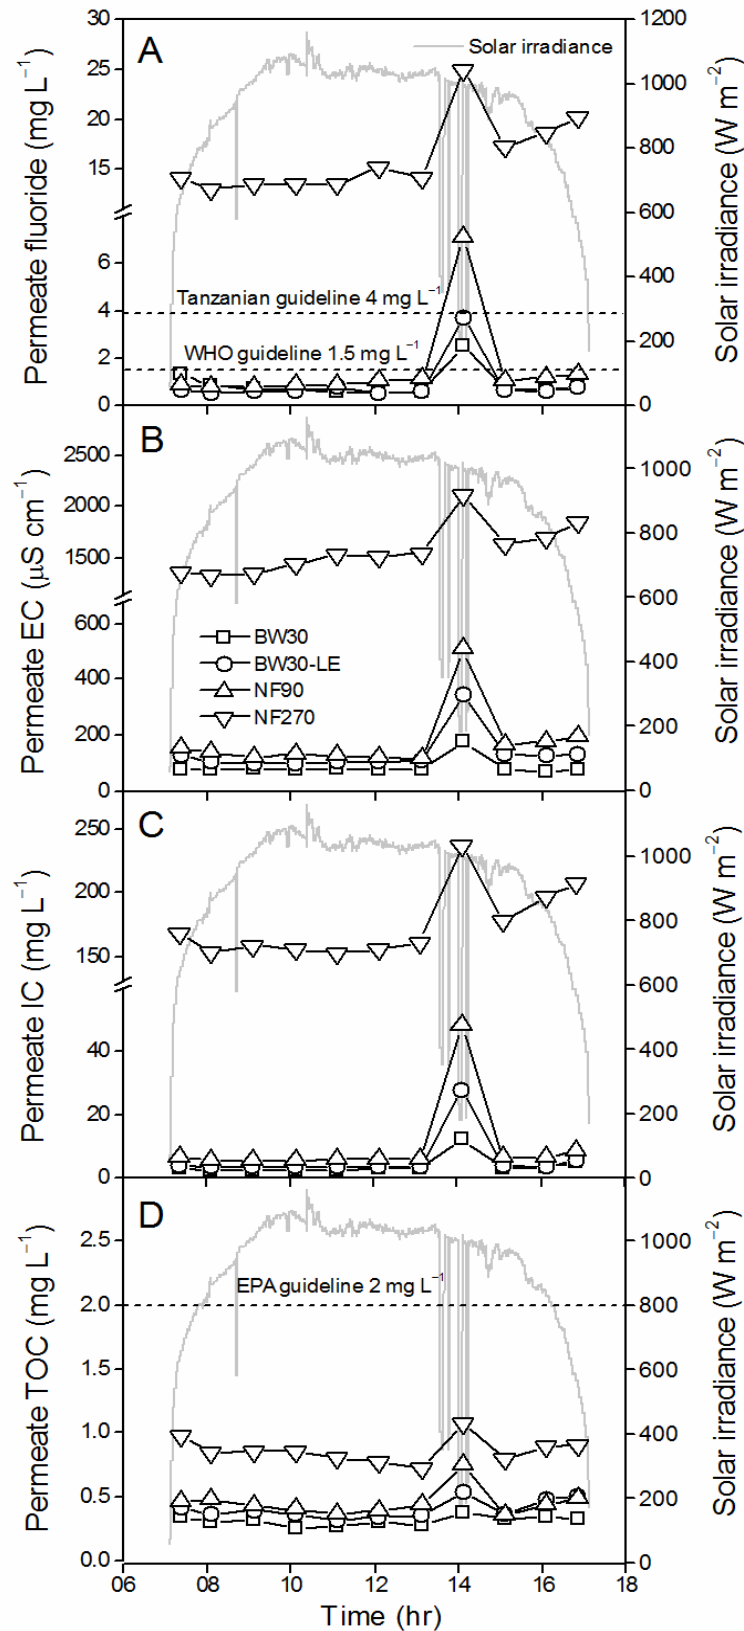 A
Solar irradiance
Permeate fluoride (mg L⁻¹)
30
25
20
15
6
4
2
0
Tanzanian guideline 4 mg L⁻¹
WHO guideline 1.5 mg L⁻¹
1200
1000
800
600
400
200
0
Solar irradiance (W m⁻²)
B
Permeate EC (µS cm⁻¹)
2500
2000
1500
600
400
200
0
BW30
BW30-LE
NF90
NF270
1000
800
600
400
200
0
Solar irradiance (W m⁻²)
C
Permeate IC (mg L⁻¹)
250
200
150
40
20
0
1000
800
600
400
200
0
Solar irradiance (W m⁻²)
D
Permeate TOC (mg L⁻¹)
2.5
2.0
1.5
1.0
0.5
0.0
EPA guideline 2 mg L⁻¹
1000
800
600
400
200
0
Solar irradiance (W m⁻²)
06 08 10 12 14 16 18
Time (hr)